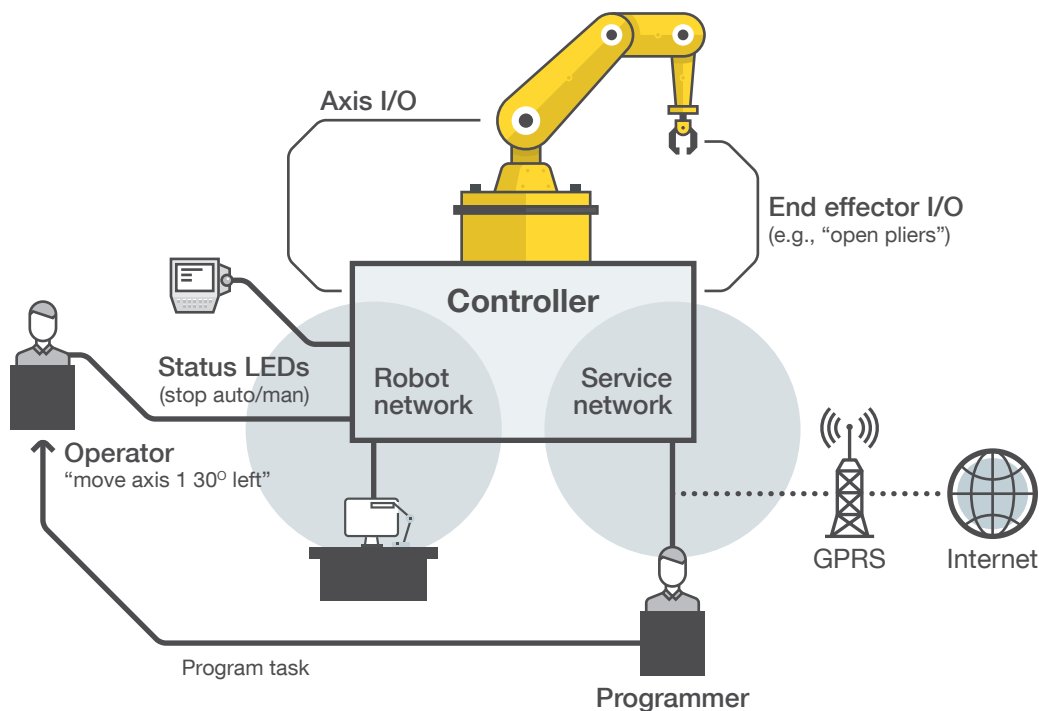 Axis I/O
End effector I/O
(e.g., “open pliers”)
Controller
Status LEDs
(stop auto/man)
Robot
network
Service
network
Operator
“move axis 1 30° left”
GPRS
Internet
Program task
Programmer